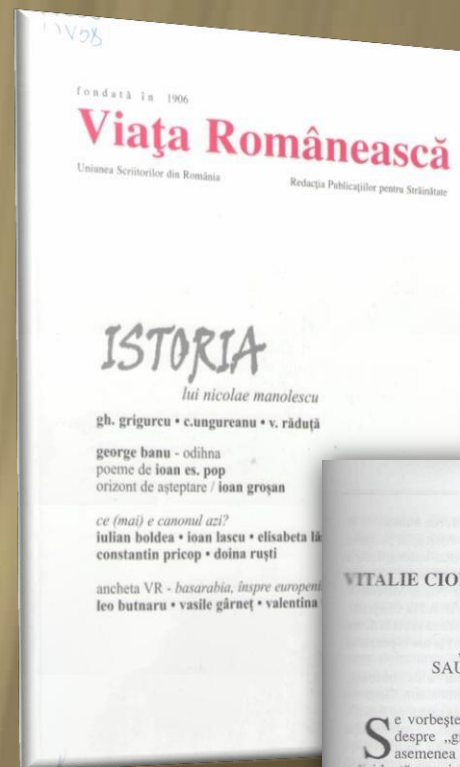 fondată în 1906
Viaţa Românească
Uniunea Scriitorilor din România
Redacţia Publicaţiilor pentru Străinătate
ISTORIA
lui nicolae manolescu
gh. grigurcu • c.ungureanu • v. răduţă
george banu - odihna
poeme de ioan es. pop
orizont de aşteptare / ioan groşan
ce (mai) e canonul azi?
iulian boldea • ioan lascu • elisabeta
constantin pricop • doina ruşti
ancheta VR - basarabia, înspre
leo butnaru • vasile gârneţ • valentina
VITALIE
SAU
Se vorbeşte
despre
asemenea